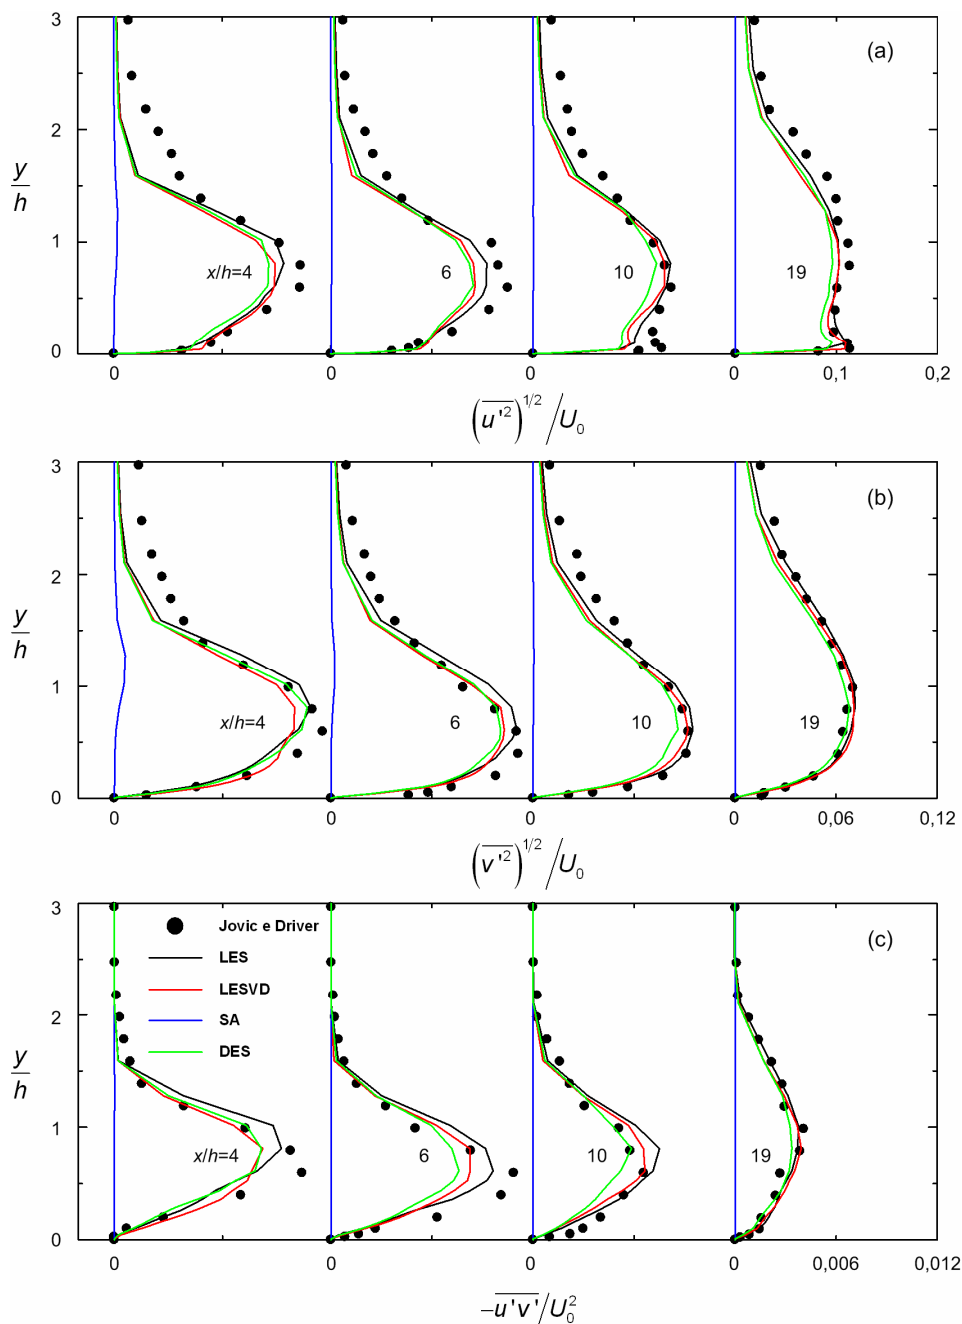 3
(a)
2
y/h
1
x/h=4 6 10 19
0
0 0 0 0 0,1 0,2
(u'²)^{1/2}/U₀
3
(b)
2
y/h
1
x/h=4 6 10 19
0
0 0 0 0 0,06 0,12
(v'²)^{1/2}/U₀
3
Jovic e Driver
(c)
LES
LESVD
2
SA
DES
y/h
1
x/h=4 6 10 19
0
0 0 0 0 0,006 0,012
−u'v'/U₀²